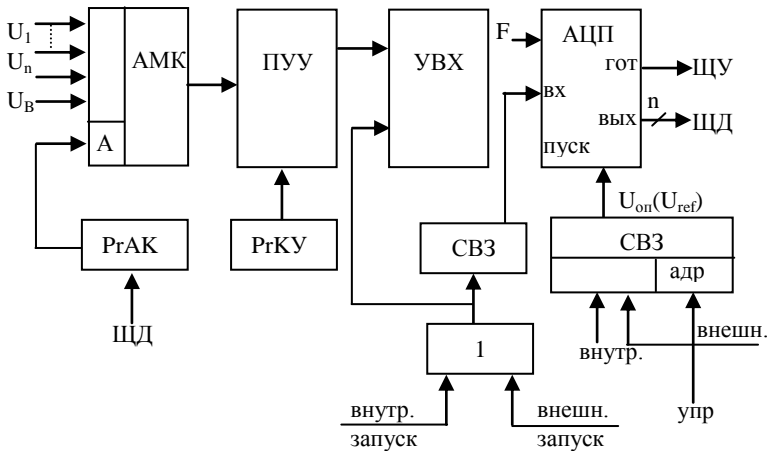 U1
Un
UВ
А
АМК
ПУУ
УВХ
F
АЦП
гот
вх
вых
пуск
n
ЩУ
ЩД
Uоп(Uref)
PrАК
PrКУ
СВЗ
СВЗ
адр
ЩД
1
внутр.
внешн.
внутр.
запуск
внешн.
запуск
упр